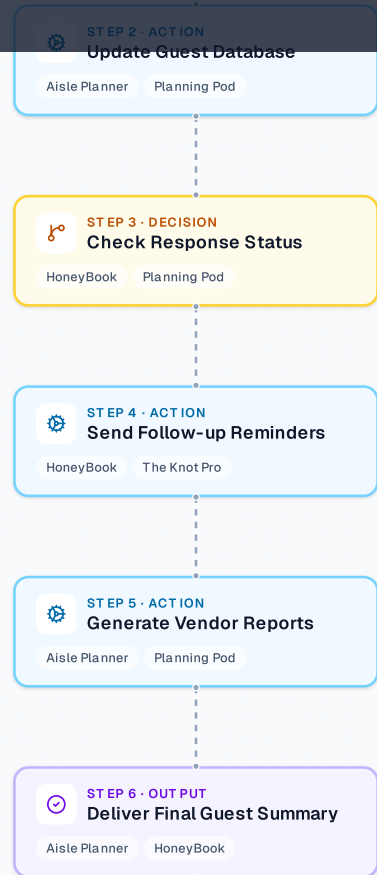 STEP 2 · ACTION
Update Guest Database
Aisle Planner Planning Pod
STEP 3 · DECISION
Check Response Status
HoneyBook Planning Pod
STEP 4 · ACTION
Send Follow-up Reminders
HoneyBook The Knot Pro
STEP 5 · ACTION
Generate Vendor Reports
Aisle Planner Planning Pod
STEP 6 · OUTPUT
Deliver Final Guest Summary
Aisle Planner HoneyBook